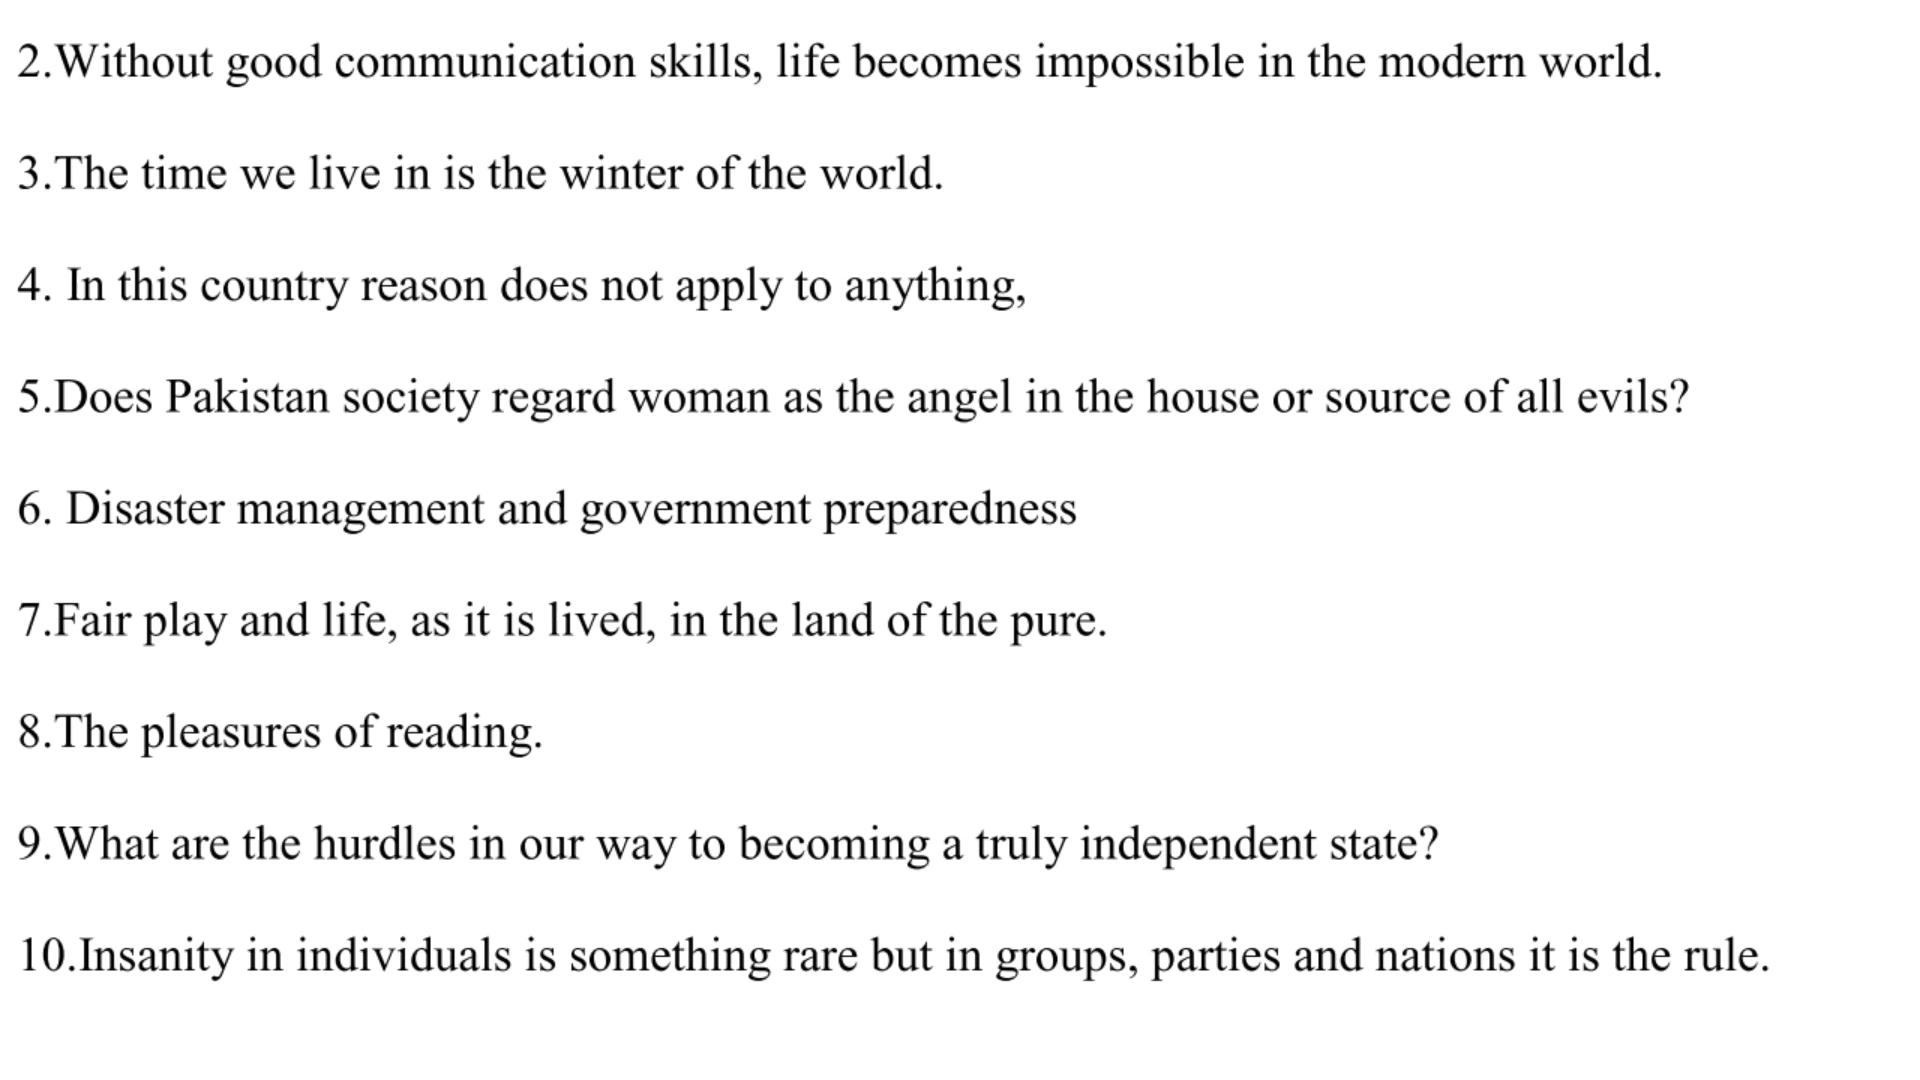 2.Without good communication skills, life becomes impossible in the modern world.
3.The time we live in is the winter of the world.
4. In this country reason does not apply to anything,
5.Does Pakistan society regard woman as the angel in the house or source of all evils?
6. Disaster management and government preparedness
7.Fair play and life, as it is lived, in the land of the pure.
8.The pleasures of reading.
9.What are the hurdles in our way to becoming a truly independent state?
10.Insanity in individuals is something rare but in groups, parties and nations it is the rule.